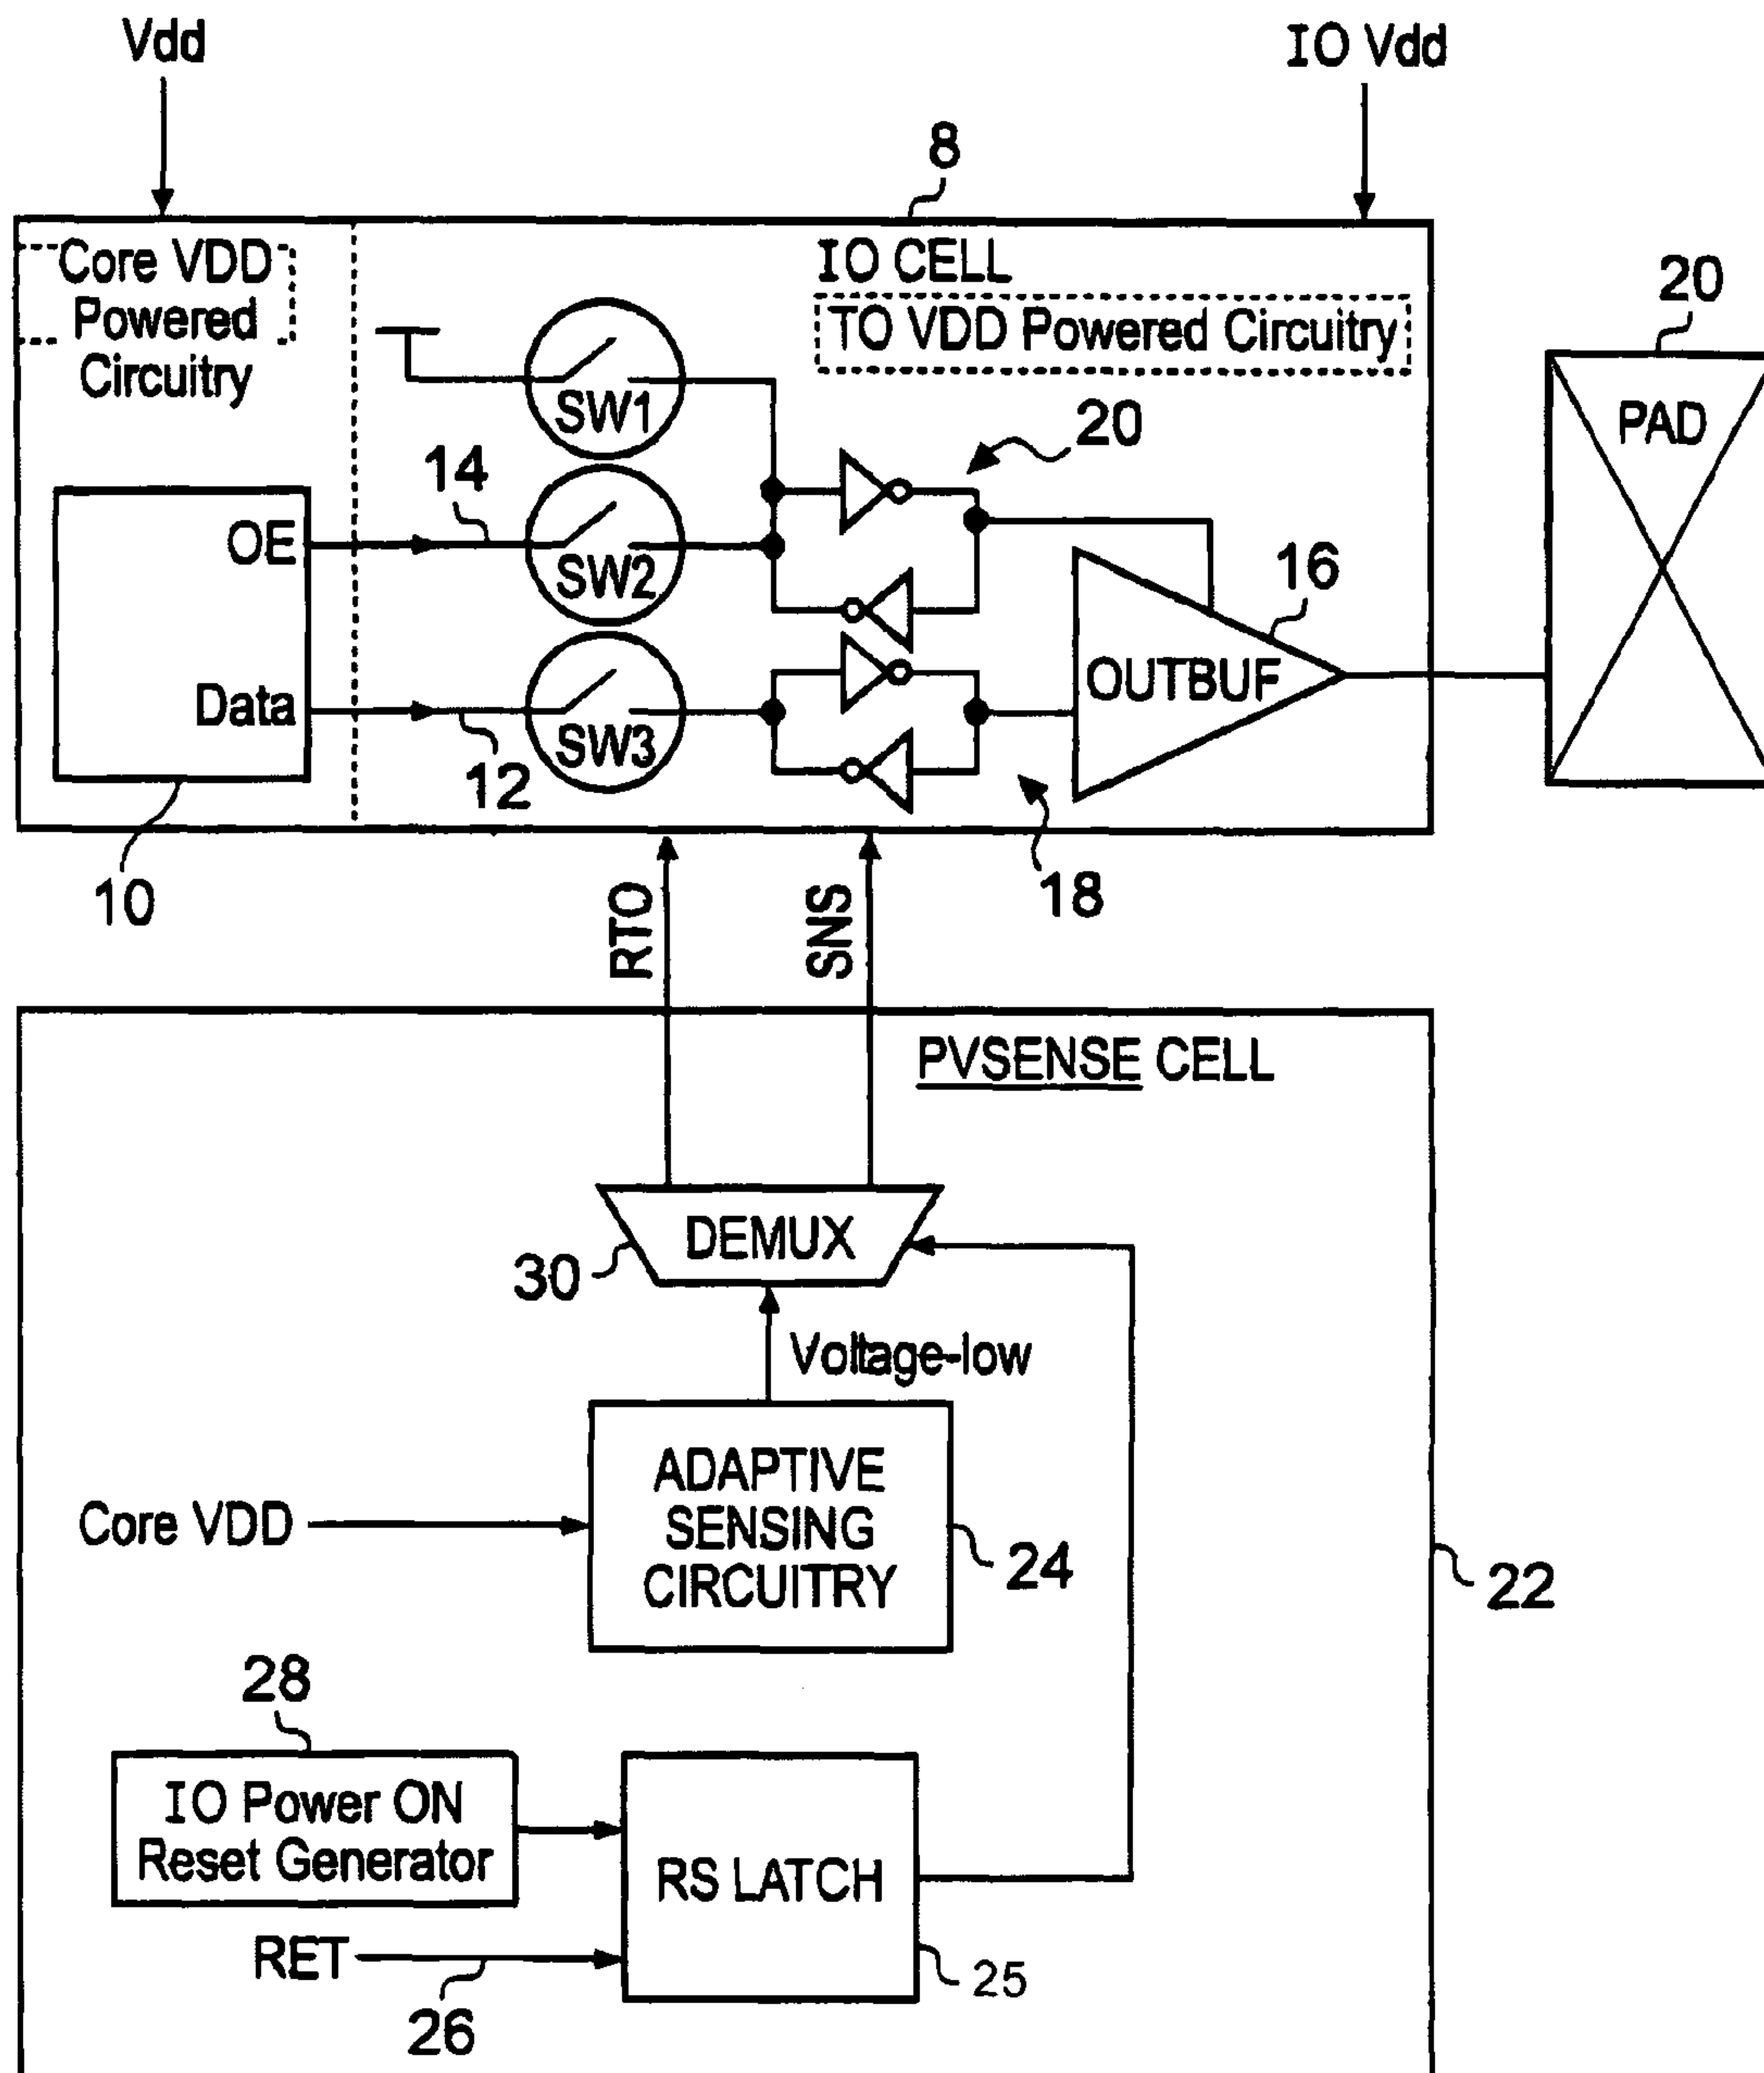 Vdd
IO Vdd
8
Core VDD
Powered
Circuitry
IO CELL
TO VDD Powered Circuitry
20
PAD
SW1
20
14
OE
SW2
16
OUTBUF
Data
SW3
12
10
18
RTO
SNS
PVSENSE CELL
DEMUX
30
Voltage-low
ADAPTIVE
SENSING
CIRCUITRY
Core VDD
24
22
28
IO Power ON
Reset Generator
RS LATCH
RET
26
25